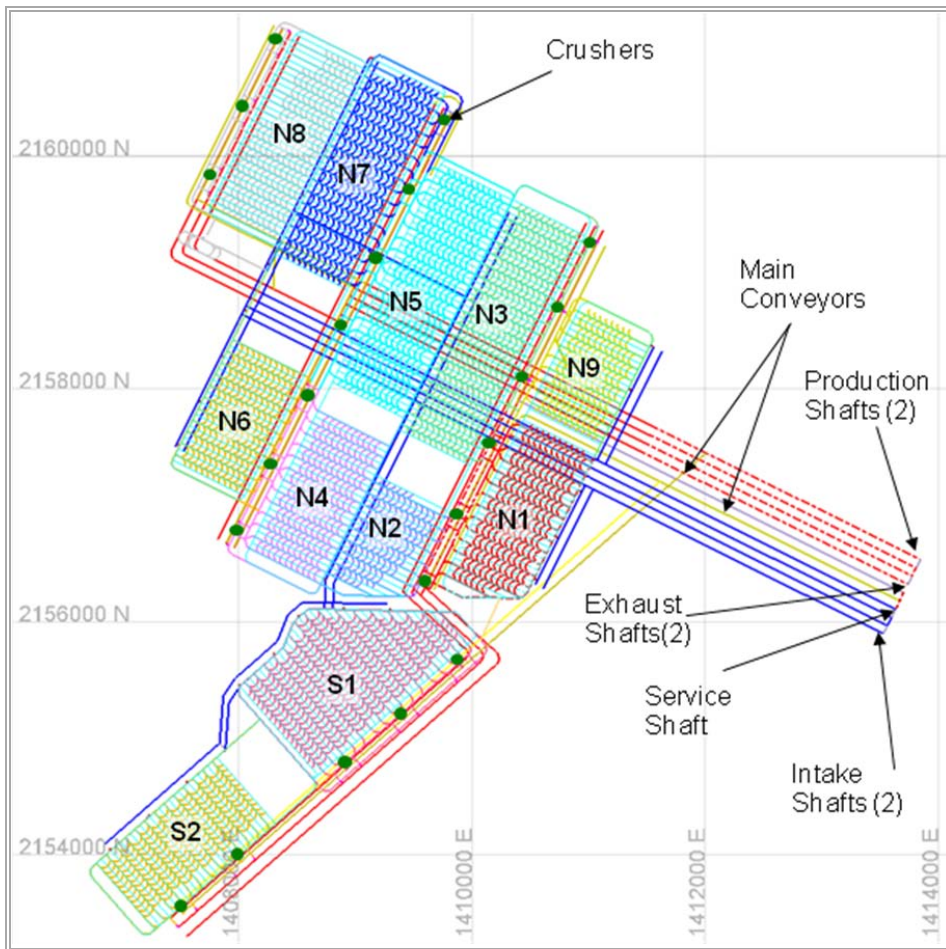 Crushers
N8
2160000 N
N7
Main
Conveyors
N5
N3
N9
2158000 N
Production
Shafts (2)
N6
N4
N1
N2
2156000 N
Exhaust
Shafts(2)
S1
Service
Shaft
Intake
Shafts (2)
S2
2154000 N
1408000 E
1410000 E
1412000 E
1414000 E